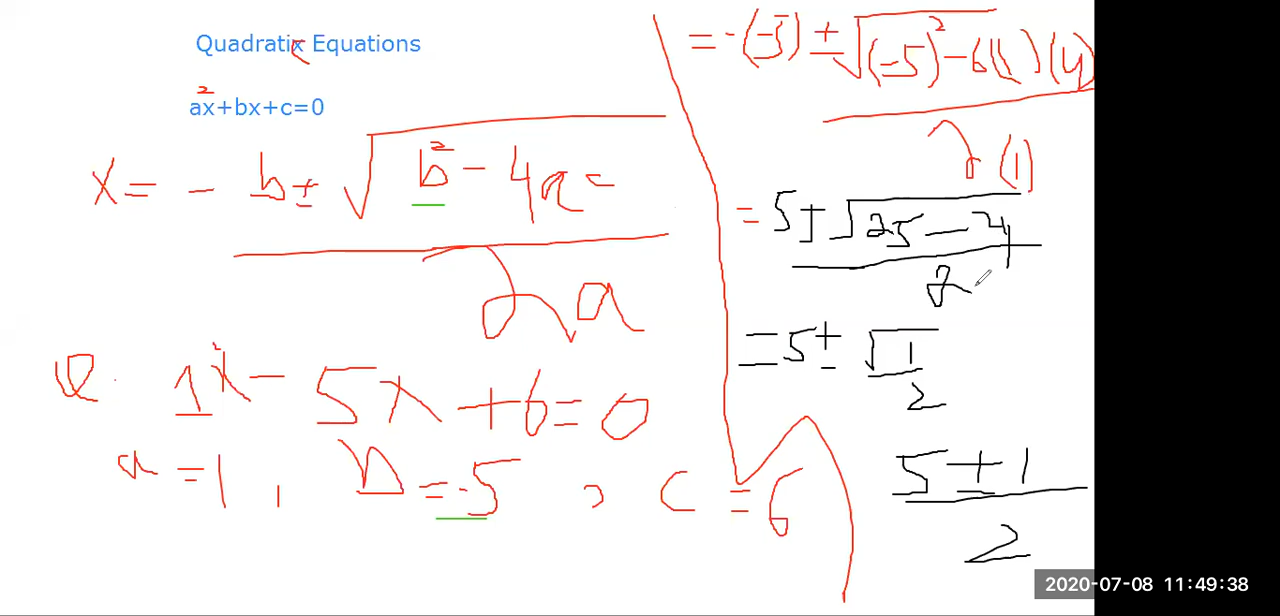 Quadratic Equations
ax²+bx+c=0
x = - b ± √b² - 4ac
2a
Q. 1x² - 5x + 6 = 0
a = 1, b = -5, c = 6
= -(-5) ± √(-5)² - 6(1)(4)
2(1)
= 5 ± √25 - 24
2
= 5 ± √1
2
5 ± 1
2
2020-07-08 11:49:38